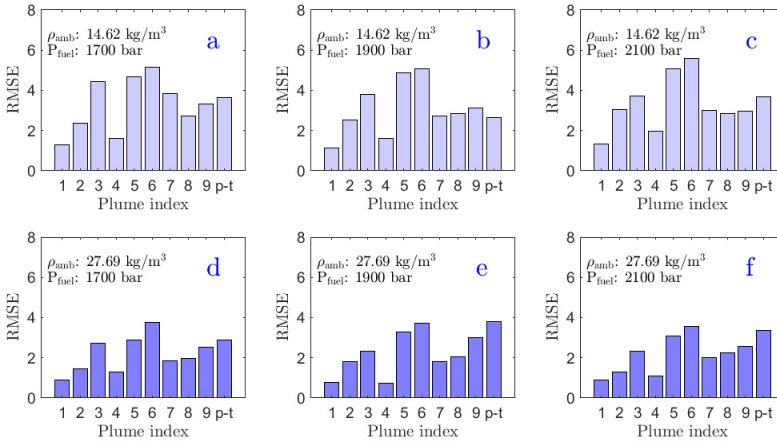 8
6
4
2
0
RMSE
ρamb: 14.62 kg/m³
Pfuel: 1700 bar
a
1 2 3 4 5 6 7 8 9 p-t
Plume index
8
6
4
2
0
RMSE
ρamb: 14.62 kg/m³
Pfuel: 1900 bar
b
1 2 3 4 5 6 7 8 9 p-t
Plume index
8
6
4
2
0
RMSE
ρamb: 14.62 kg/m³
Pfuel: 2100 bar
c
1 2 3 4 5 6 7 8 9 p-t
Plume index
8
6
4
2
0
RMSE
ρamb: 27.69 kg/m³
Pfuel: 1700 bar
d
1 2 3 4 5 6 7 8 9 p-t
Plume index
8
6
4
2
0
RMSE
ρamb: 27.69 kg/m³
Pfuel: 1900 bar
e
1 2 3 4 5 6 7 8 9 p-t
Plume index
8
6
4
2
0
RMSE
ρamb: 27.69 kg/m³
Pfuel: 2100 bar
f
1 2 3 4 5 6 7 8 9 p-t
Plume index